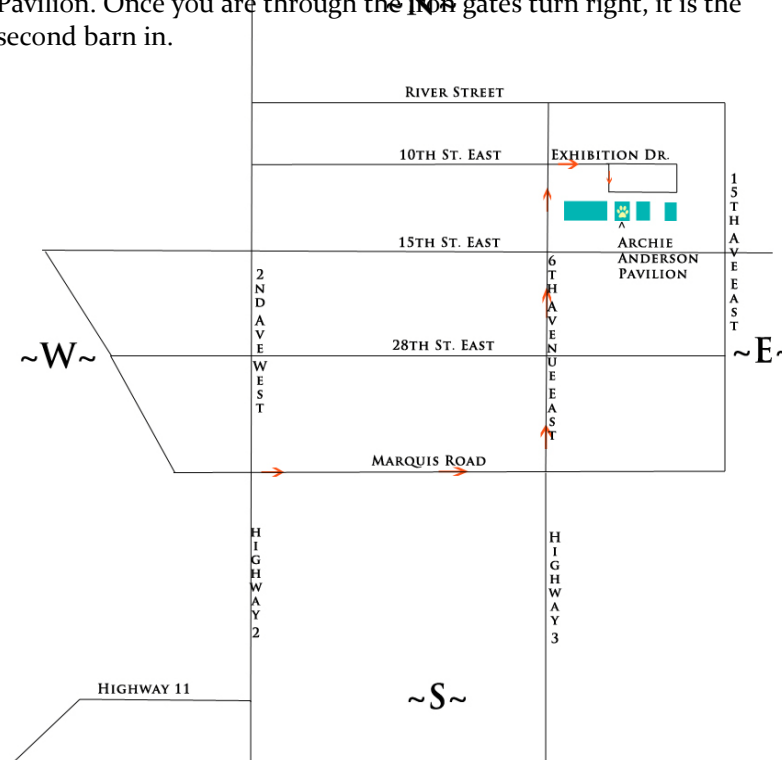 Pavilion. Once you are through the iron gates turn right, it is the
~N~
second barn in.
River Street
10th St. East
Exhibition Dr.
15th Ave East
15th St. East
Archie
Anderson
Pavilion
^
2nd Ave West
6th Avenue East
28th St. East
~W~
~E~
Marquis Road
Highway 2
Highway 3
Highway 11
~S~